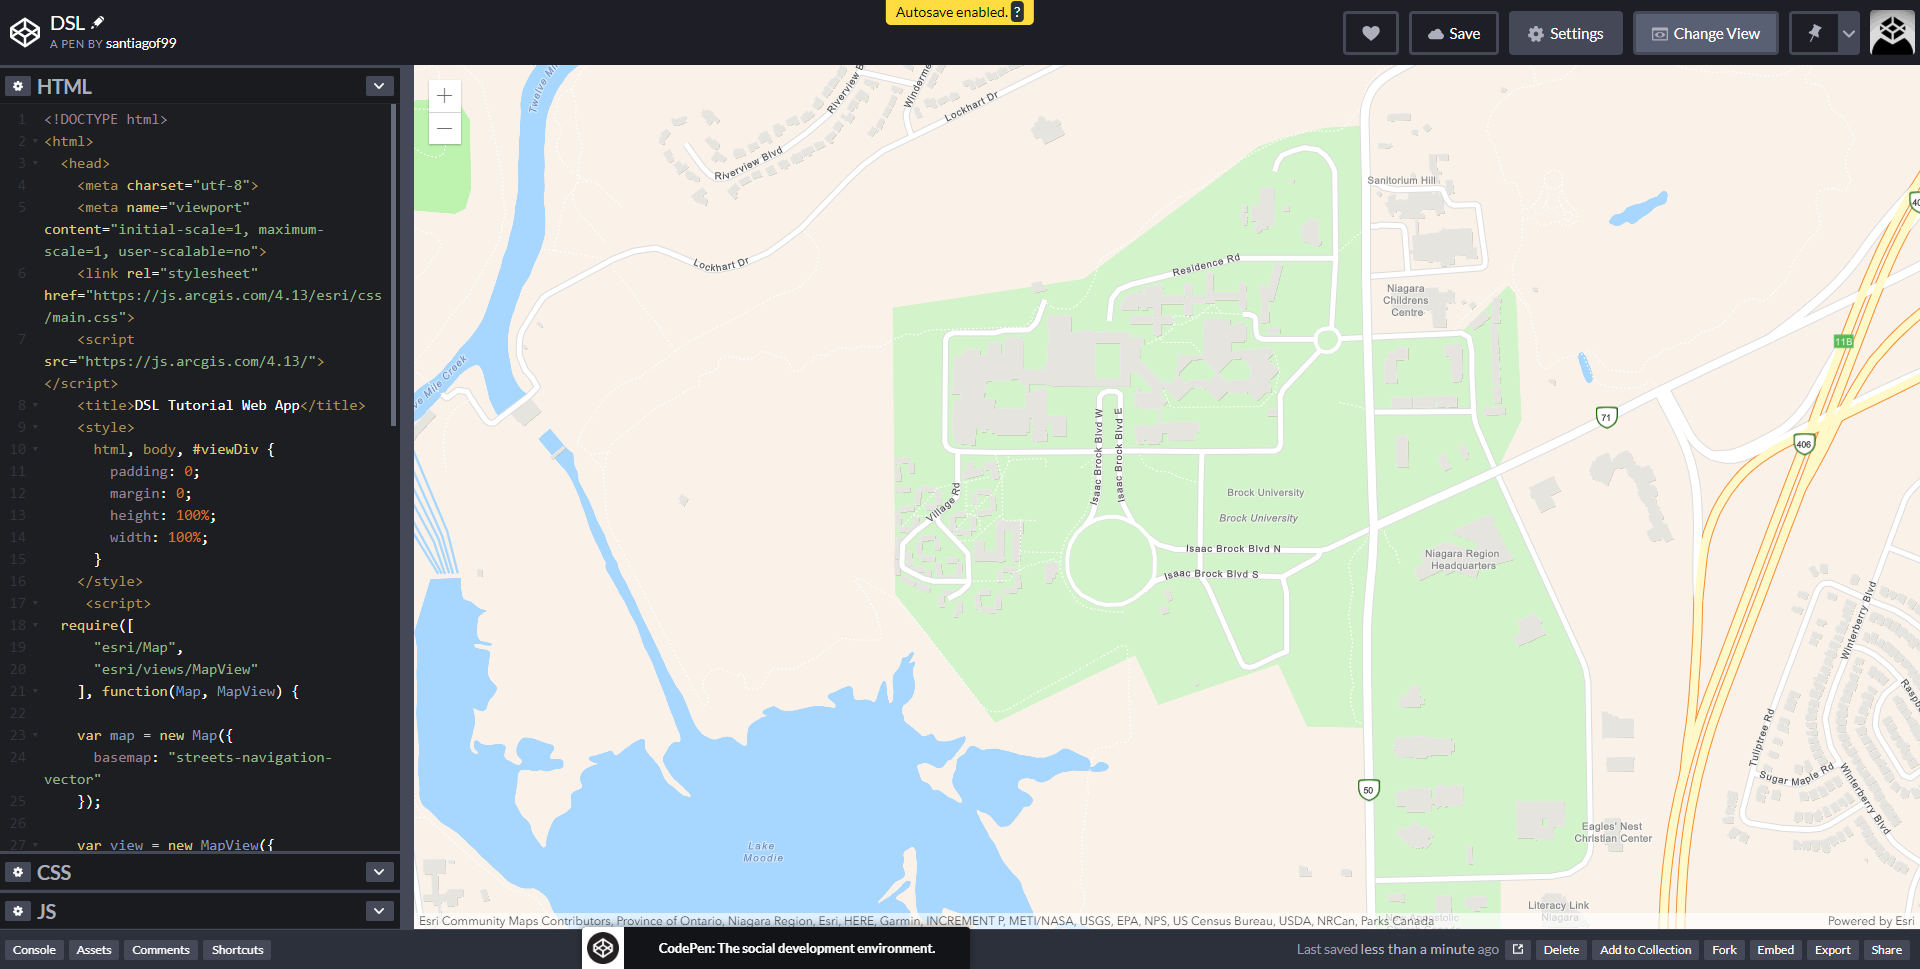 DSL
A PEN BY santiagof99
Autosave enabled. ?
Save
Settings
Change View
HTML
1 <!DOCTYPE html>
2 <html>
3 <head>
4 <meta charset="utf-8">
5 <meta name="viewport"
content="initial-scale=1, maximum-
scale=1, user-scalable=no">
6 <link rel="stylesheet"
href="https://js.arcgis.com/4.13/esri/css
/main.css">
7 <script
src="https://js.arcgis.com/4.13/">
</script>
8 <title>DSL Tutorial Web App</title>
9 <style>
10 html, body, #viewDiv {
11 padding: 0;
12 margin: 0;
13 height: 100%;
14 width: 100%;
15 }
16 </style>
17 <script>
18 require([
19 "esri/Map",
20 "esri/views/MapView"
21 ], function(Map, MapView) {
22
23 var map = new Map({
24 basemap: "streets-navigation-
vector"
25 });
26
27 var view = new MapView({
CSS
JS
Riverview Blvd
Lockhart Dr
Riverview Blvd
Lockhart Dr
Sanitorium Hill
Residence Rd
Niagara
Childrens
Centre
11B
71
406
Isaac Brock Blvd W
Isaac Brock Blvd E
Village Rd
Brock University
Brock University
Isaac Brock Blvd N
Isaac Brock Blvd S
Niagara Region
Headquarters
Winterberry Blvd
Tuliptree Rd
Sugar Maple Rd
Winterberry Blvd
50
Eagles' Nest
Christian Center
Lake
Moodie
Literacy Link
Niagara
Esri Community Maps Contributors, Province of Ontario, Niagara Region, Esri, HERE, Garmin, INCREMENT P, METI/NASA, USGS, EPA, NPS, US Census Bureau, USDA, NRCan, Parks Canada
Powered by Esri
Console
Assets
Comments
Shortcuts
CodePen: The social development environment.
Last saved less than a minute ago
Delete
Add to Collection
Fork
Embed
Export
Share